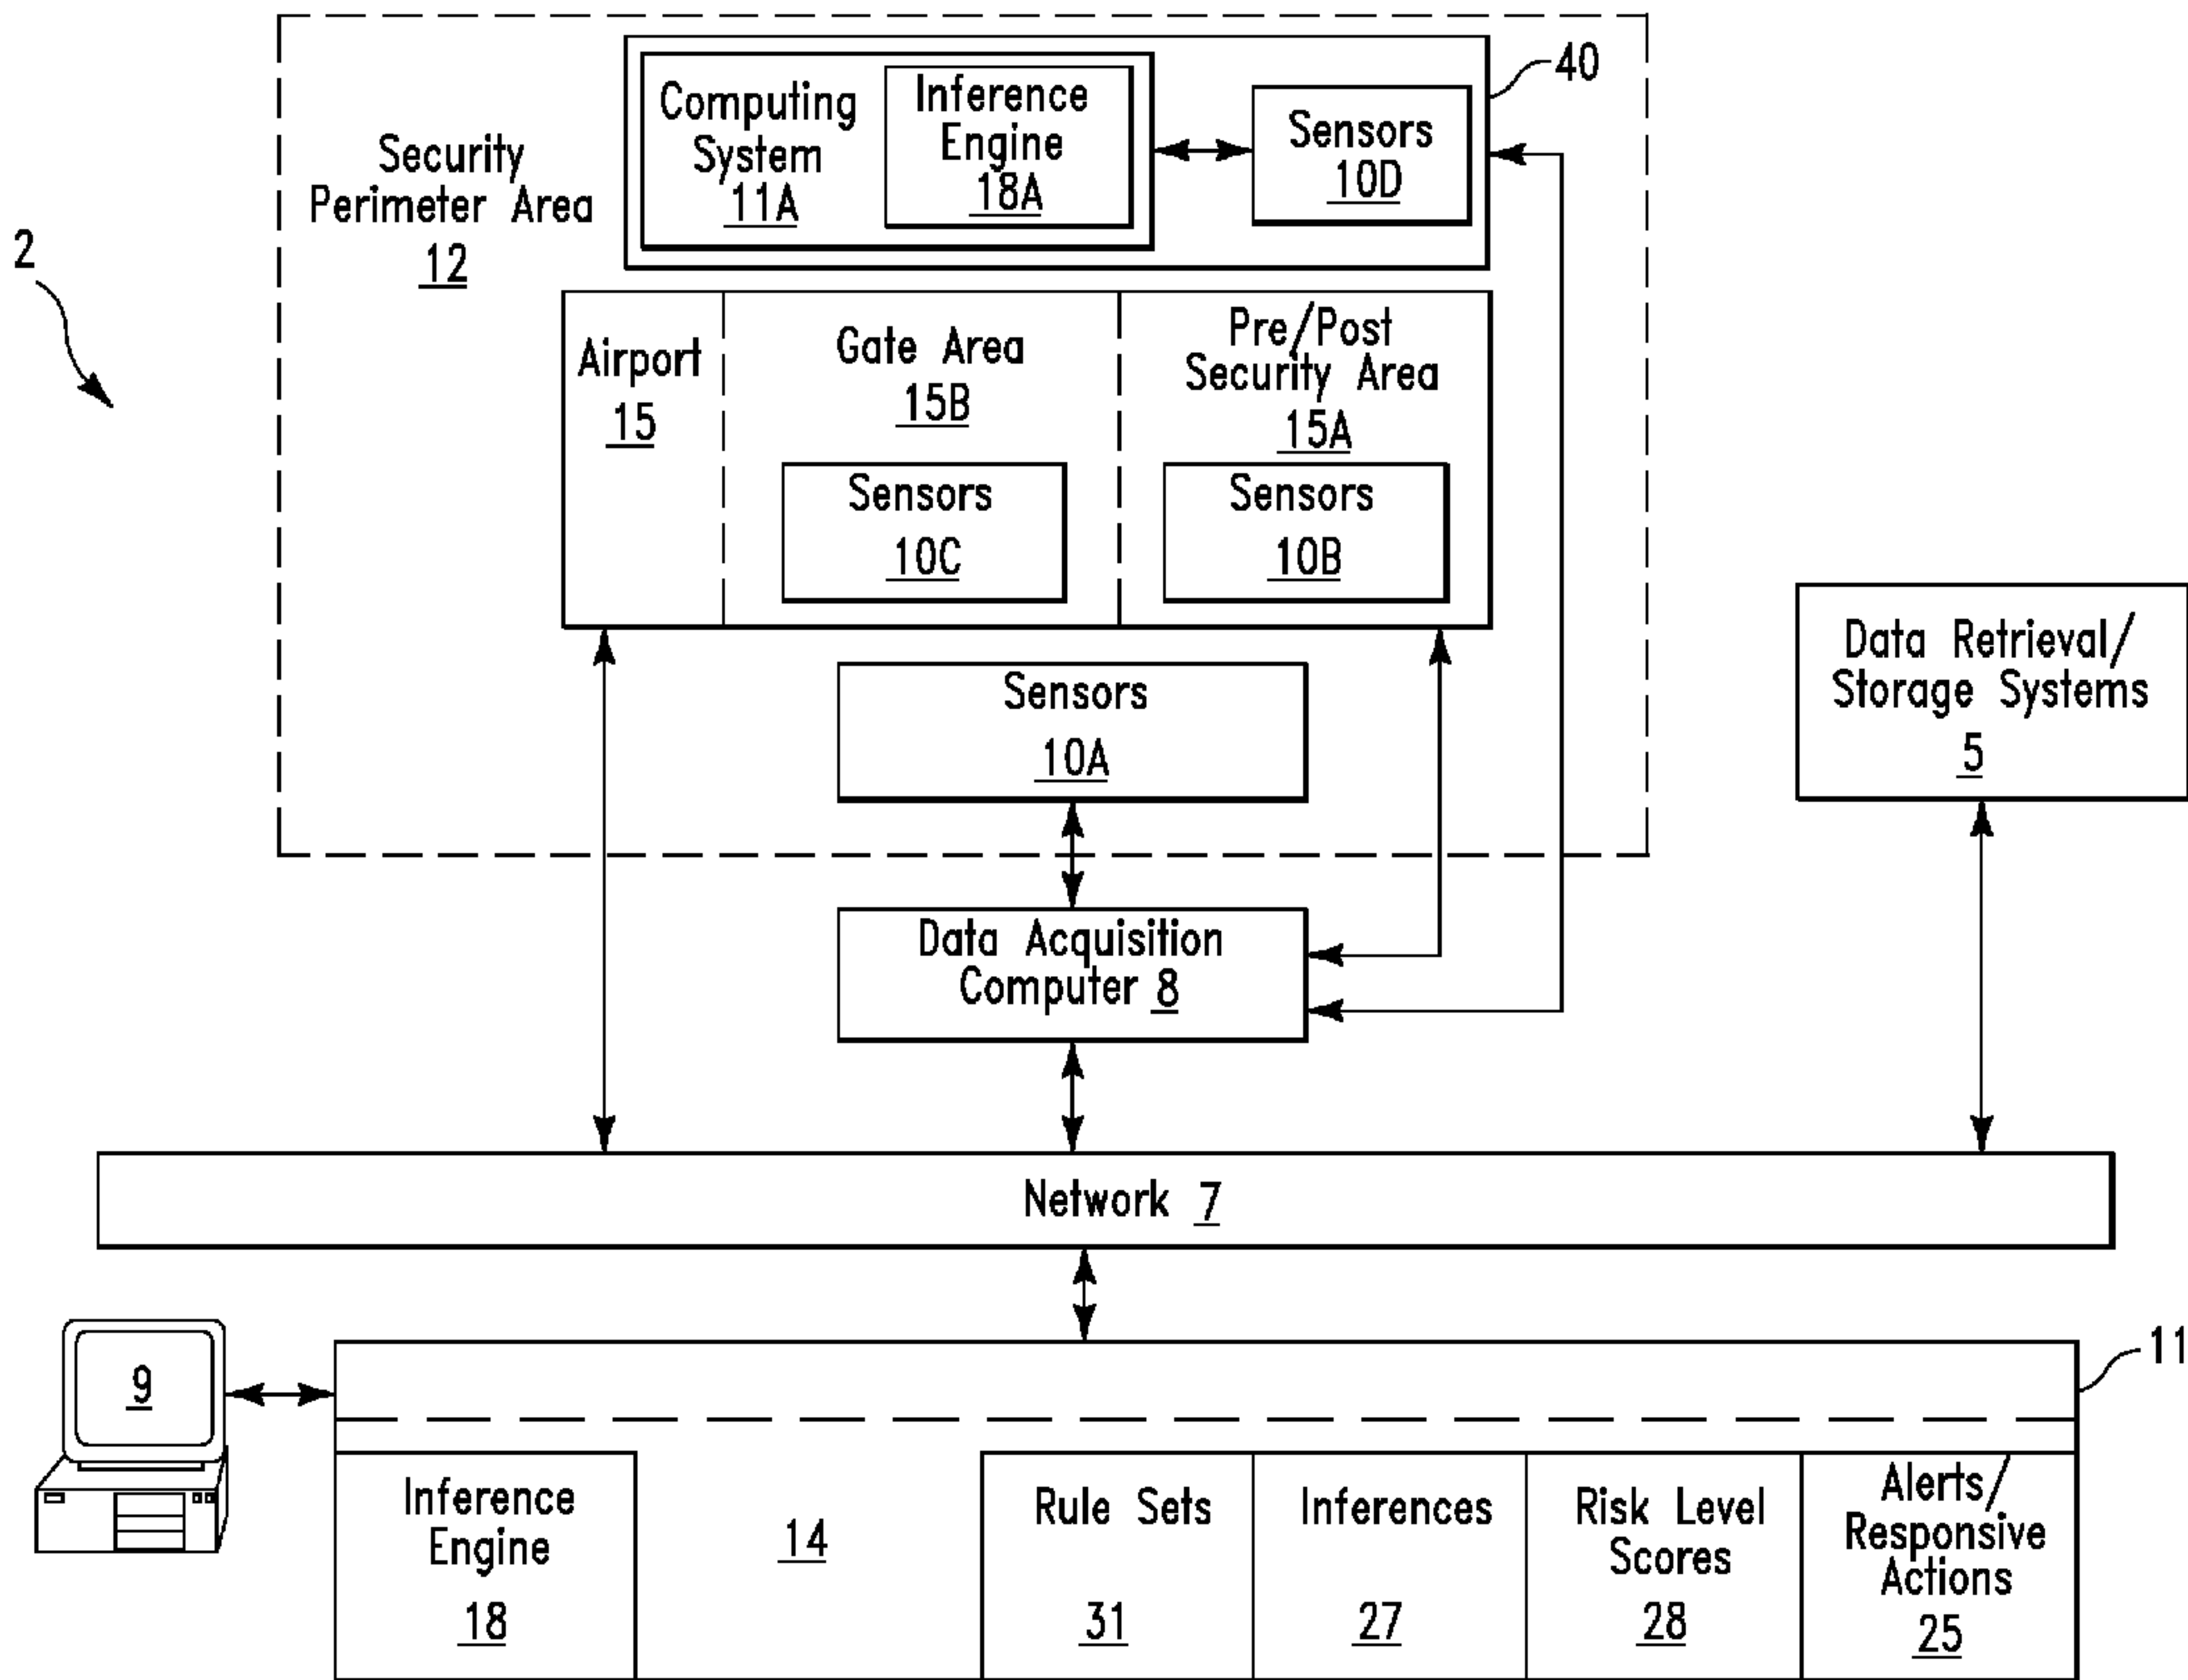 2
Security
Perimeter Area
12
Computing
System
11A
Inference
Engine
18A
Sensors
10D
40
Airport
15
Gate Area
15B
Sensors
10C
Pre/Post
Security Area
15A
Sensors
10B
Sensors
10A
Data Retrieval/
Storage Systems
5
Data Acquisition
Computer 8
Network 7
9
11
Inference
Engine
18
14
Rule Sets
31
Inferences
27
Risk Level
Scores
28
Alerts/
Responsive
Actions
25